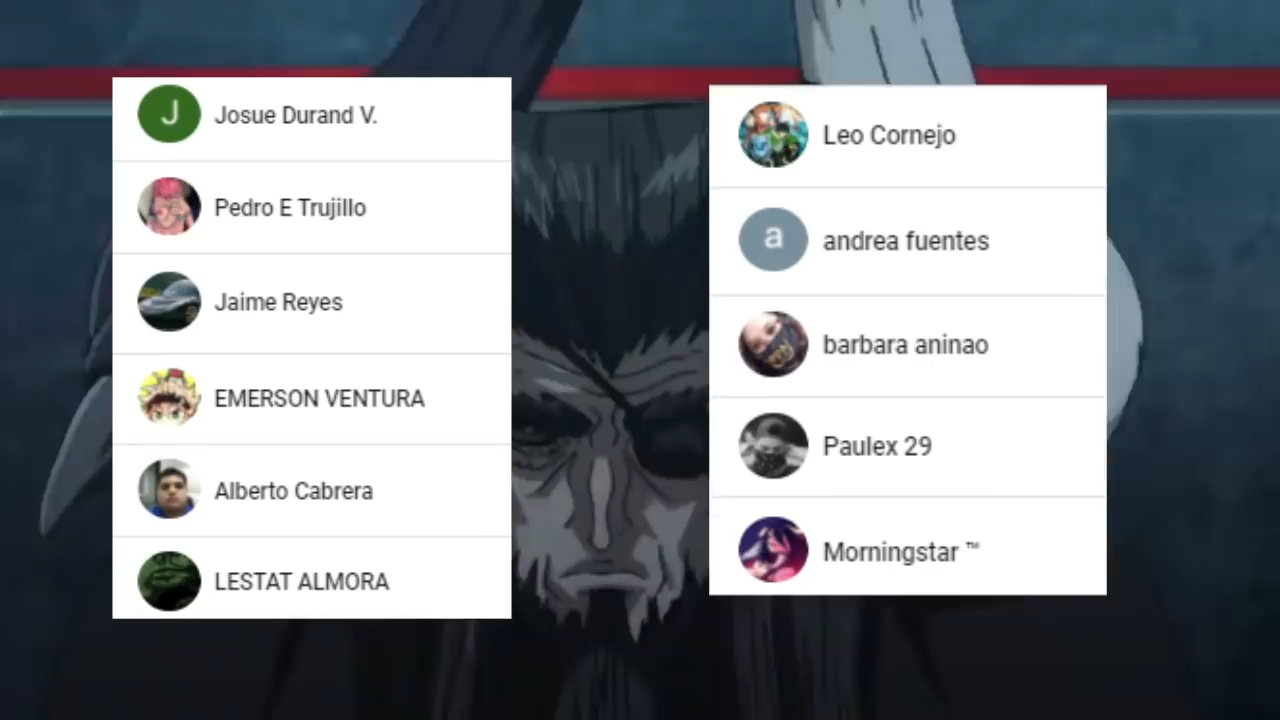 J
Josue Durand V.
Pedro E Trujillo
Jaime Reyes
EMERSON VENTURA
Alberto Cabrera
LESTAT ALMORA
Leo Cornejo
a
andrea fuentes
barbara aninao
Paulex 29
Morningstar ™